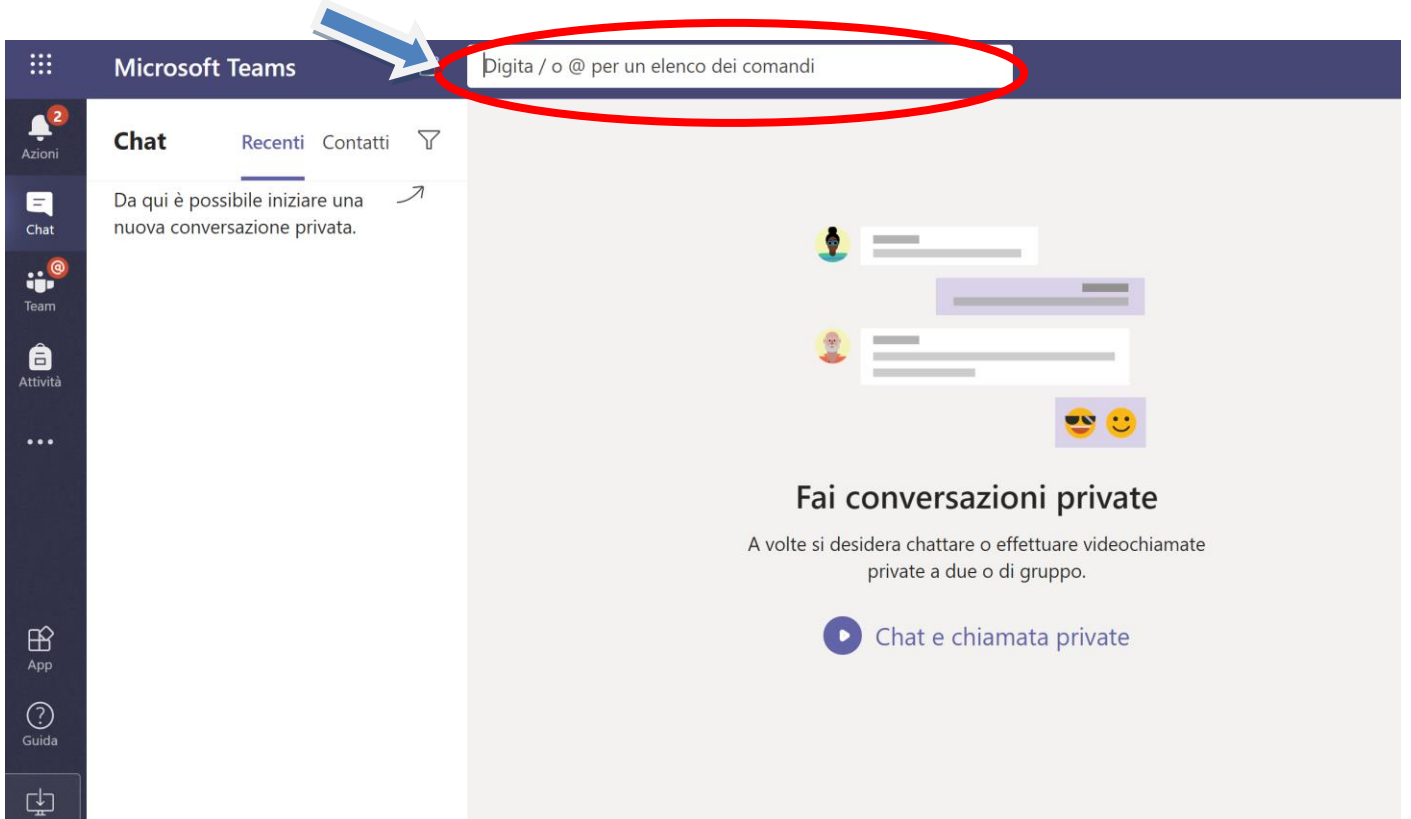 Microsoft Teams
Digita / o @ per un elenco dei comandi
2
Azioni
Chat
@
Team
Attività
App
Guida
Chat Recenti Contatti
Da qui è possibile iniziare una
nuova conversazione privata.
Fai conversazioni private
A volte si desidera chattare o effettuare videochiamate
private a due o di gruppo.
Chat e chiamata private